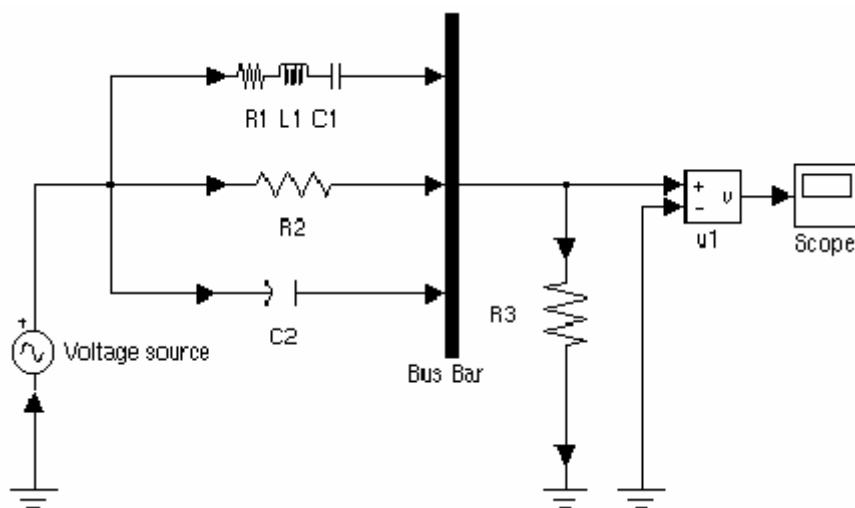 R1 L1 C1
R2
C2
Bus Bar
+
Voltage source
R3
+
-
v
v1
Scope